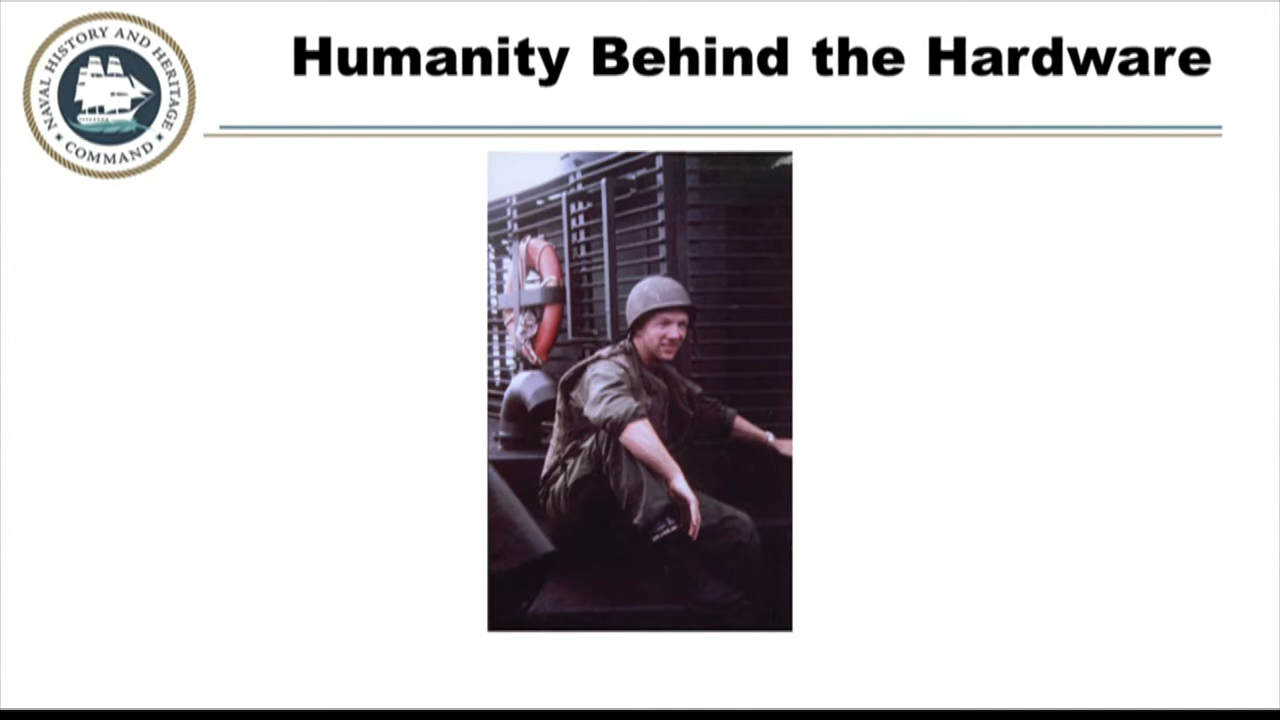 Humanity Behind the Hardware
NAVAL HISTORY AND HERITAGE
COMMAND